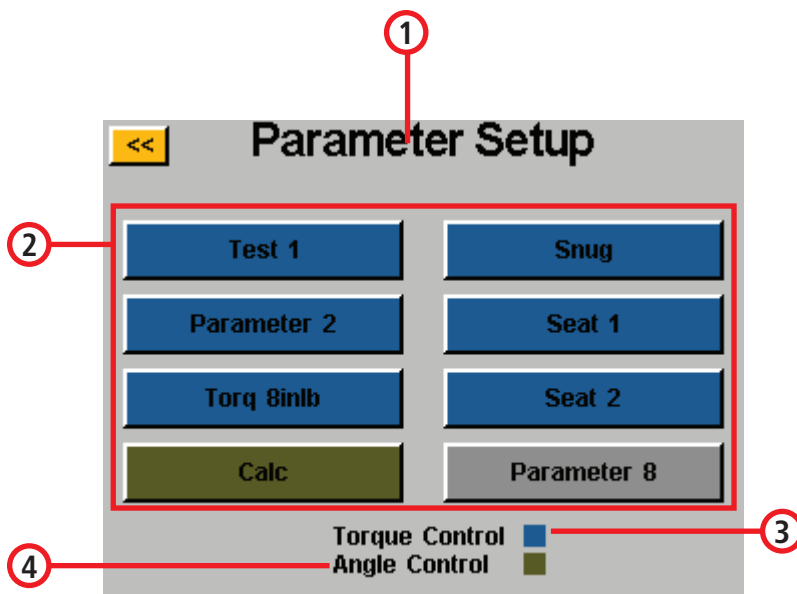 1
<< Parameter Setup
2
Test 1 Snug
Parameter 2 Seat 1
Torq 8inlb Seat 2
Calc Parameter 8
Torque Control 3
4 Angle Control